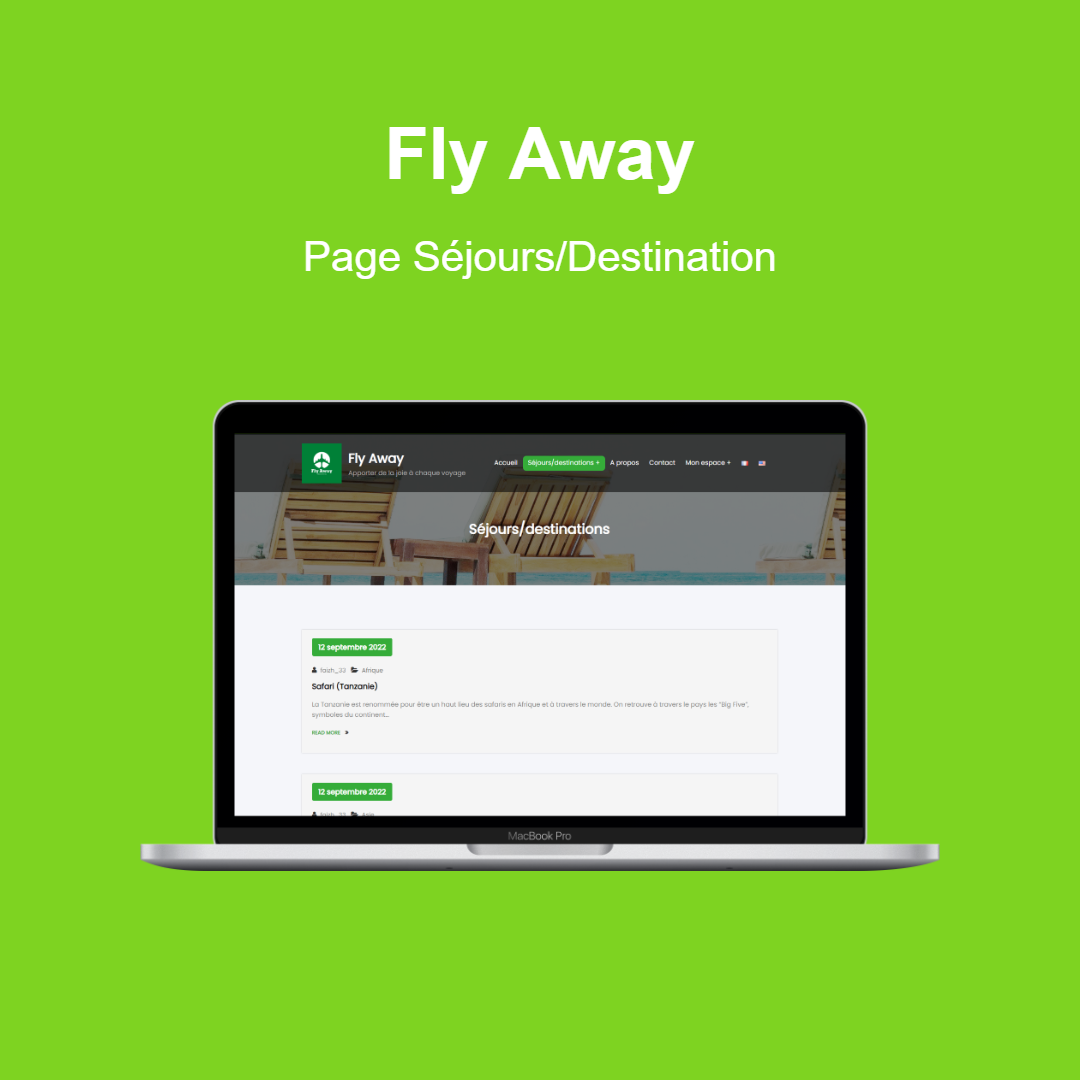 Fly Away
Page Séjours/Destination
Fly Away
Fly Away
Apporter de la joie à chaque voyage
Accueil Séjours/destinations + A propos Contact Mon espace +
Séjours/destinations
12 septembre 2022
faizh_33 Afrique
Safari (Tanzanie)
La Tanzanie est renommée pour être un haut lieu des safaris en Afrique et à travers le monde. On retrouve à travers le pays les “Big Five”,
symboles du continent…
READ MORE »
12 septembre 2022
MacBook Pro